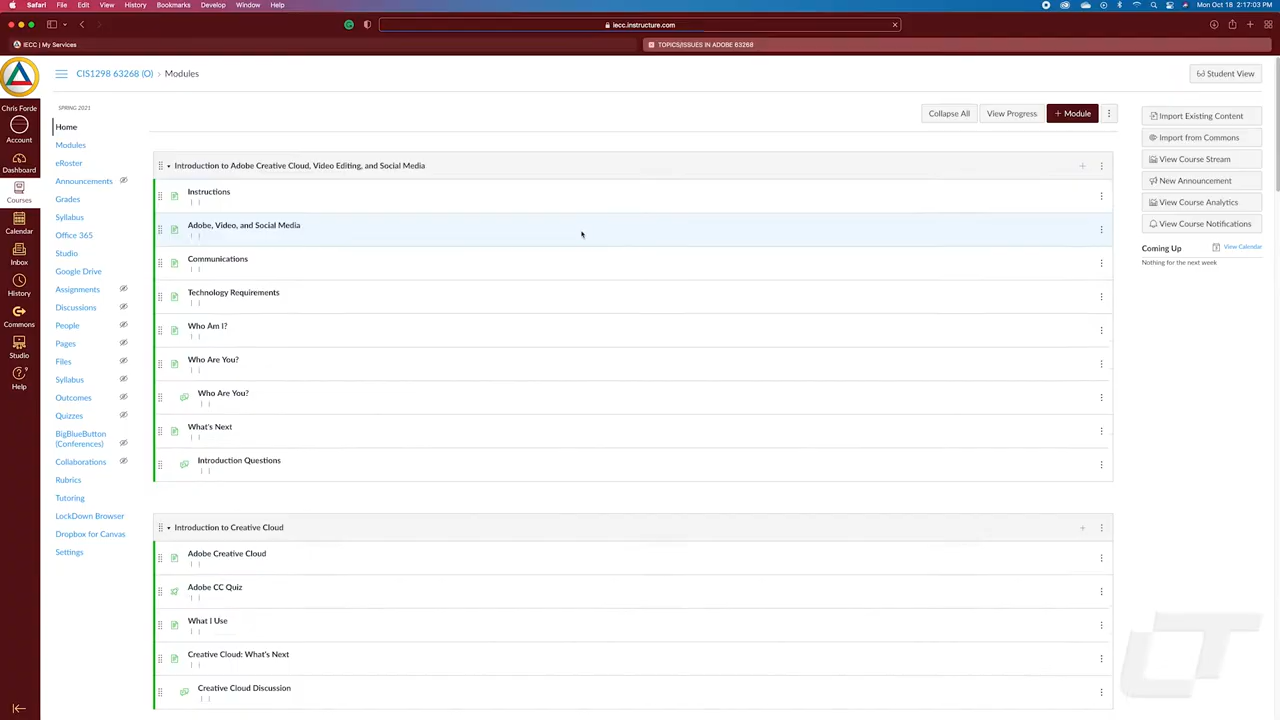 Safari File Edit View History Bookmarks Develop Window Help Mon Oct 18 2:17:03 PM
iecc.instructure.com
IECC | My Services
TOPICS/ISSUES IN ADOBE 63268
CIS1298 63268 (O) › Modules
Student View
Chris Forde
Account
Dashboard
Courses
Calendar
Inbox
History
Commons
Studio
Help
SPRING 2021
Home
Modules
eRoster
Announcements
Grades
Syllabus
Office 365
Studio
Google Drive
Assignments
Discussions
People
Pages
Files
Syllabus
Outcomes
Quizzes
BigBlueButton
(Conferences)
Collaborations
Rubrics
Tutoring
LockDown Browser
Dropbox for Canvas
Settings
Collapse All
View Progress
+ Module
Introduction to Adobe Creative Cloud, Video Editing, and Social Media
Instructions
Adobe, Video, and Social Media
Communications
Technology Requirements
Who Am I?
Who Are You?
Who Are You?
What's Next
Introduction Questions
Introduction to Creative Cloud
Adobe Creative Cloud
Adobe CC Quiz
What I Use
Creative Cloud: What's Next
Creative Cloud Discussion
Import Existing Content
Import from Commons
View Course Stream
New Announcement
View Course Analytics
View Course Notifications
Coming Up
View Calendar
Nothing for the next week
LT